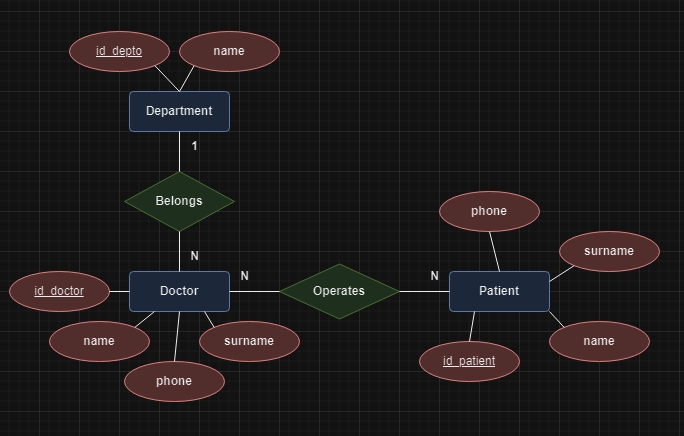 id_depto
name
Department
1
Belongs
N
id_doctor
Doctor
N
Operates
N
Patient
phone
surname
name
id_patient
name
surname
phone